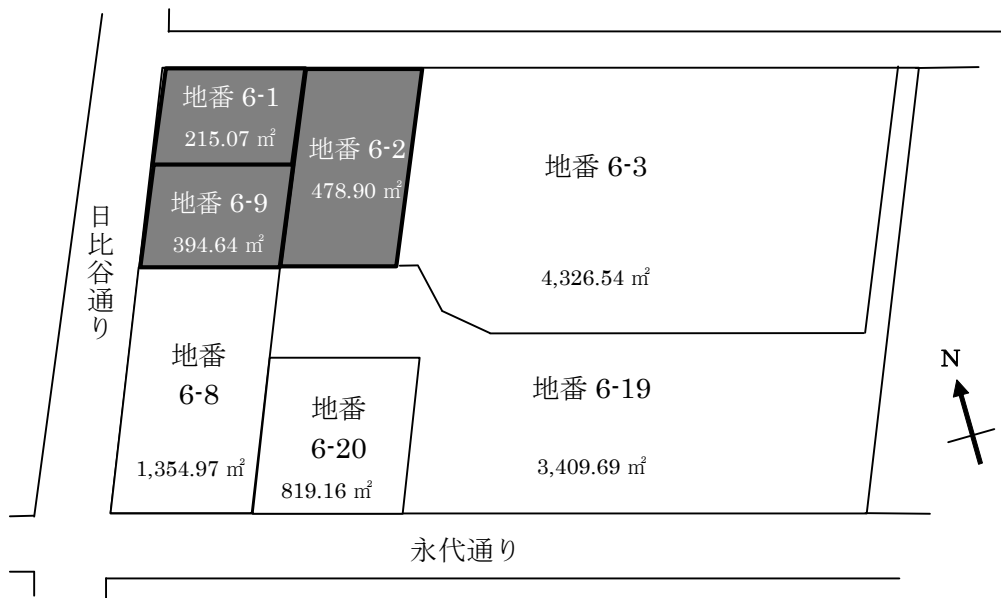 地番 6-1
215.07 ㎡
地番 6-2
478.90 ㎡
地番 6-3
4,326.54 ㎡
地番 6-9
394.64 ㎡
日比谷通り
地番
6-8
1,354.97 ㎡
地番
6-20
819.16 ㎡
地番 6-19
3,409.69 ㎡
N
永代通り